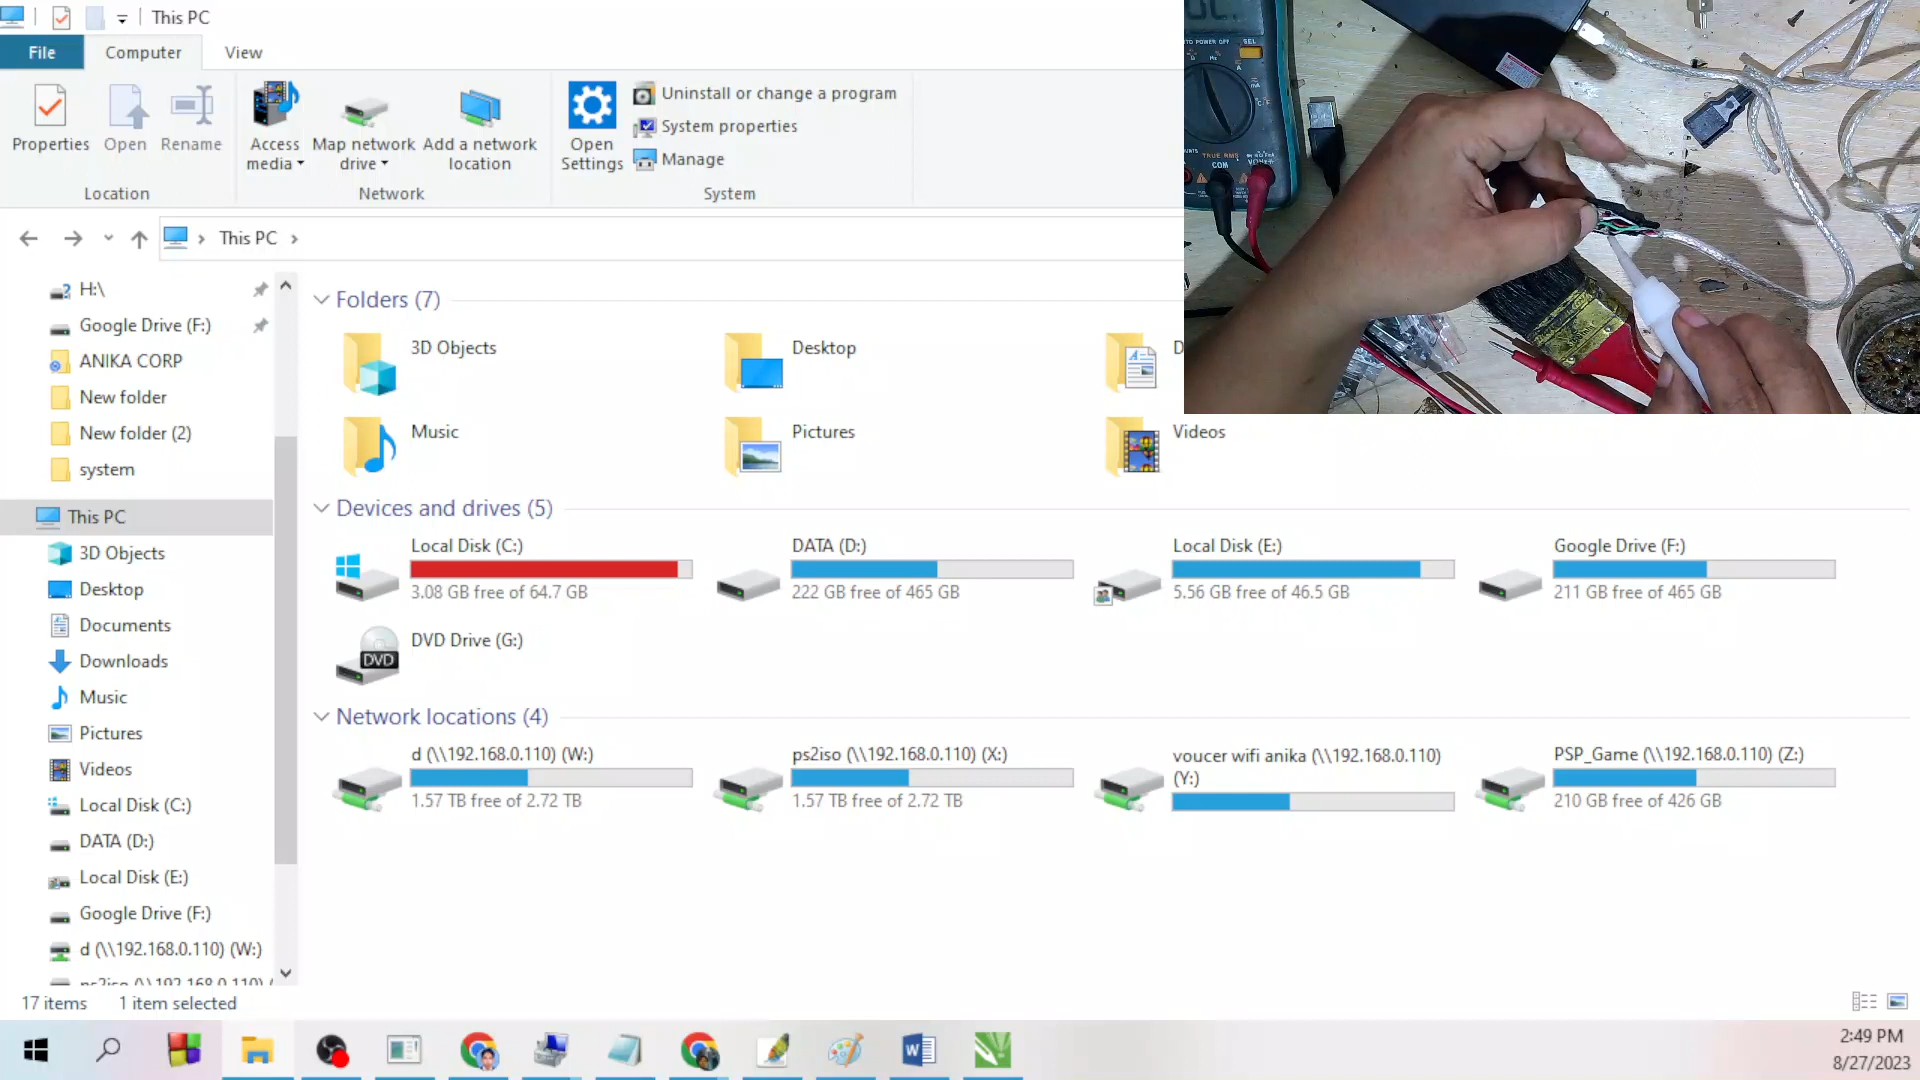 This PC
File
Computer
View
Properties
Open
Rename
Access
media
Map network
drive
Add a network
location
Open
Settings
Uninstall or change a program
System properties
Manage
Location
Network
System
This PC
H:\
Google Drive (F:)
ANIKA CORP
New folder
New folder (2)
system
This PC
3D Objects
Desktop
Documents
Downloads
Music
Pictures
Videos
Local Disk (C:)
DATA (D:)
Local Disk (E:)
Google Drive (F:)
d (\\192.168.0.110) (W:)
Folders (7)
3D Objects
Desktop
D
Music
Pictures
Videos
Devices and drives (5)
Local Disk (C:)
3.08 GB free of 64.7 GB
DATA (D:)
222 GB free of 465 GB
Local Disk (E:)
5.56 GB free of 46.5 GB
Google Drive (F:)
211 GB free of 465 GB
DVD
DVD Drive (G:)
Network locations (4)
d (\\192.168.0.110) (W:)
1.57 TB free of 2.72 TB
ps2iso (\\192.168.0.110) (X:)
1.57 TB free of 2.72 TB
voucer wifi anika (\\192.168.0.110)
(Y:)
PSP_Game (\\192.168.0.110) (Z:)
210 GB free of 426 GB
SEL
TRUE RMS
COM
17 items
1 item selected
2:49 PM
8/27/2023